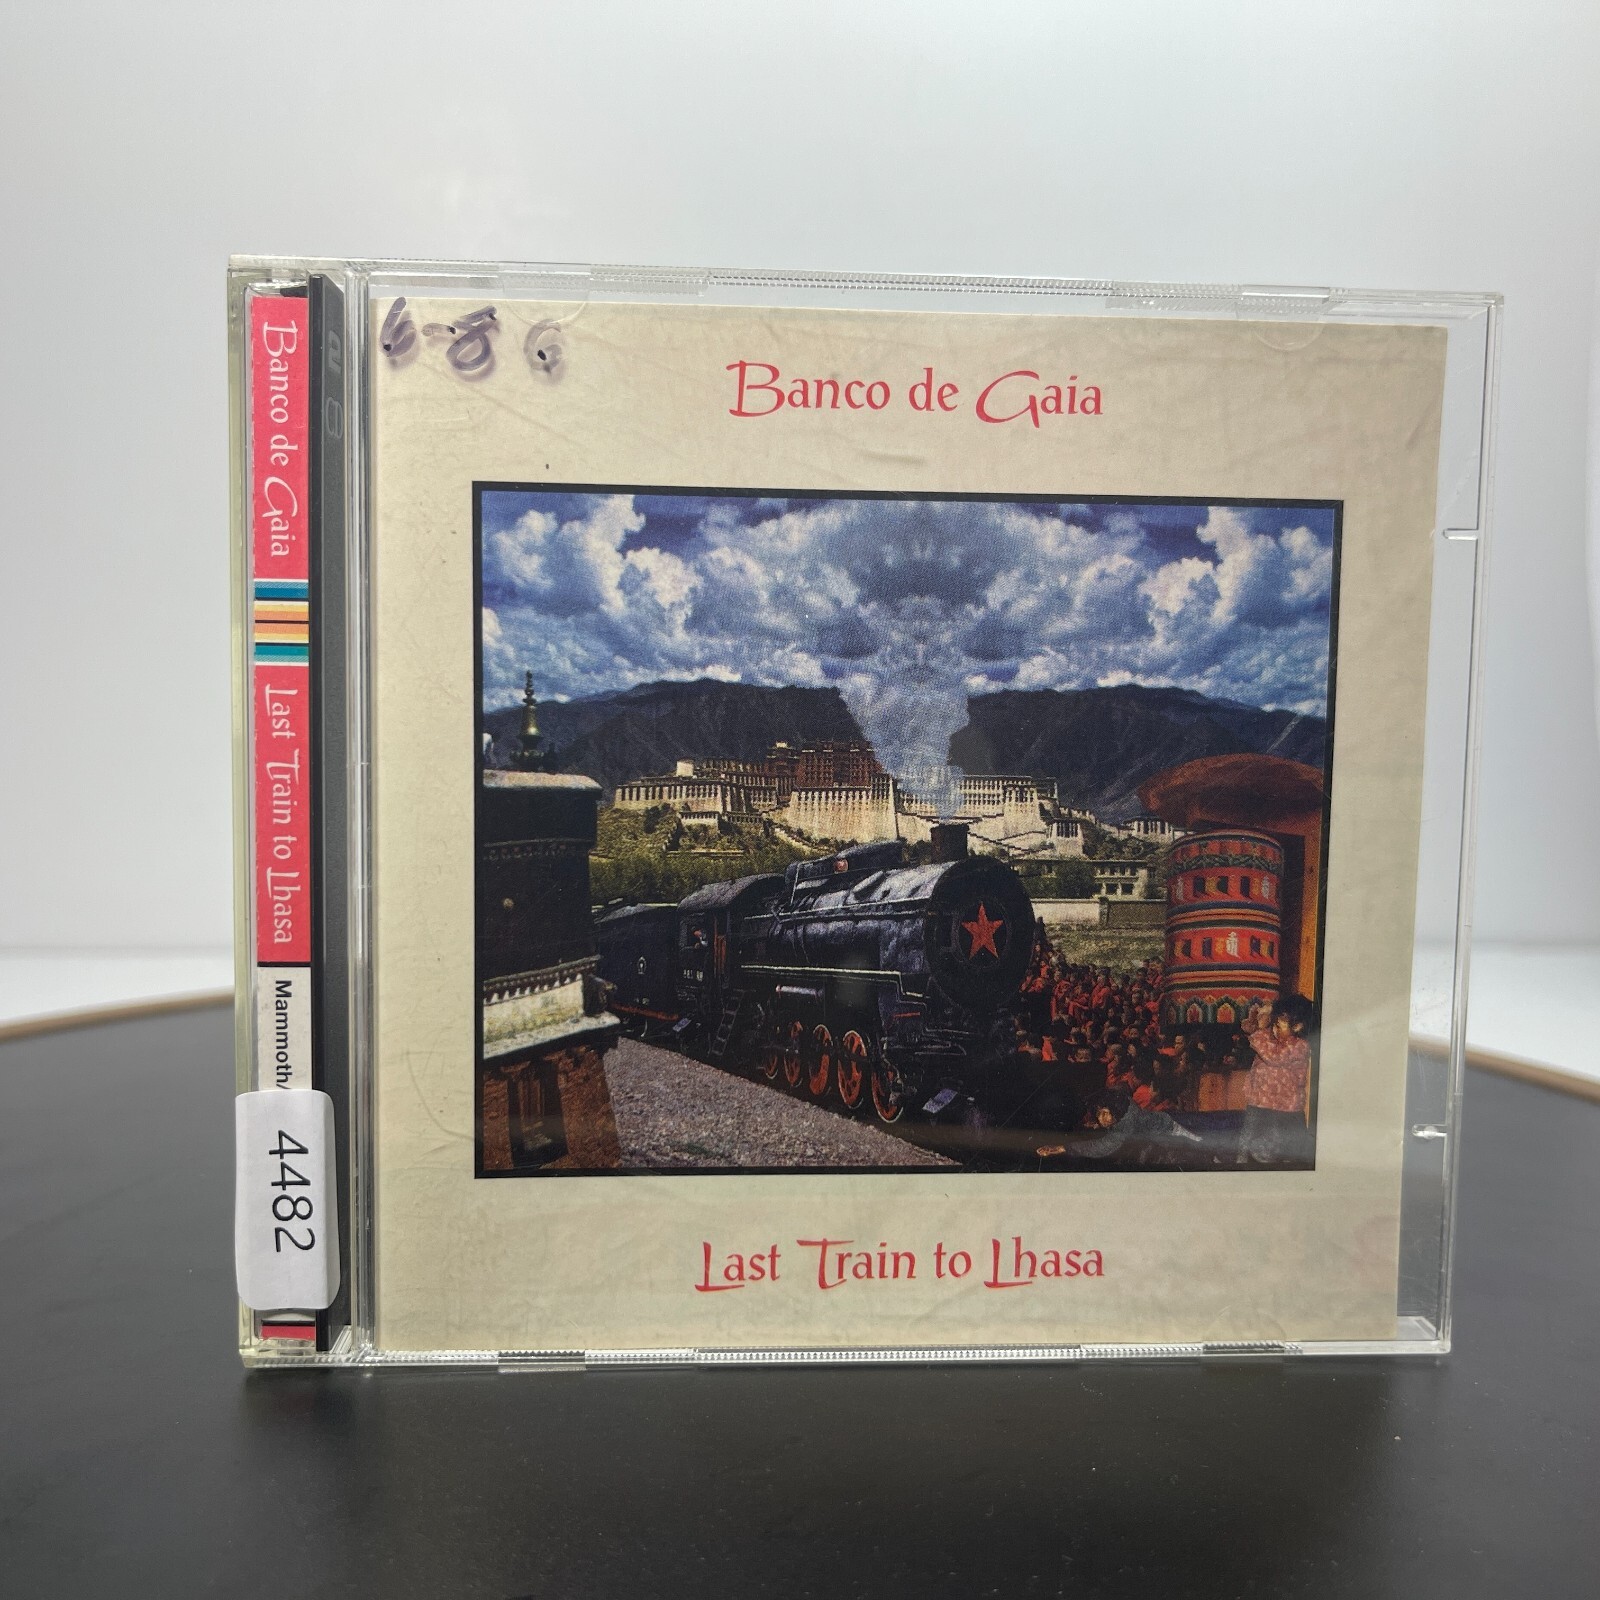 Banco de Gaia
Last Train to Lhasa
Mammoth/
4482
6-8 6
Banco de Gaia
Last Train to Lhasa